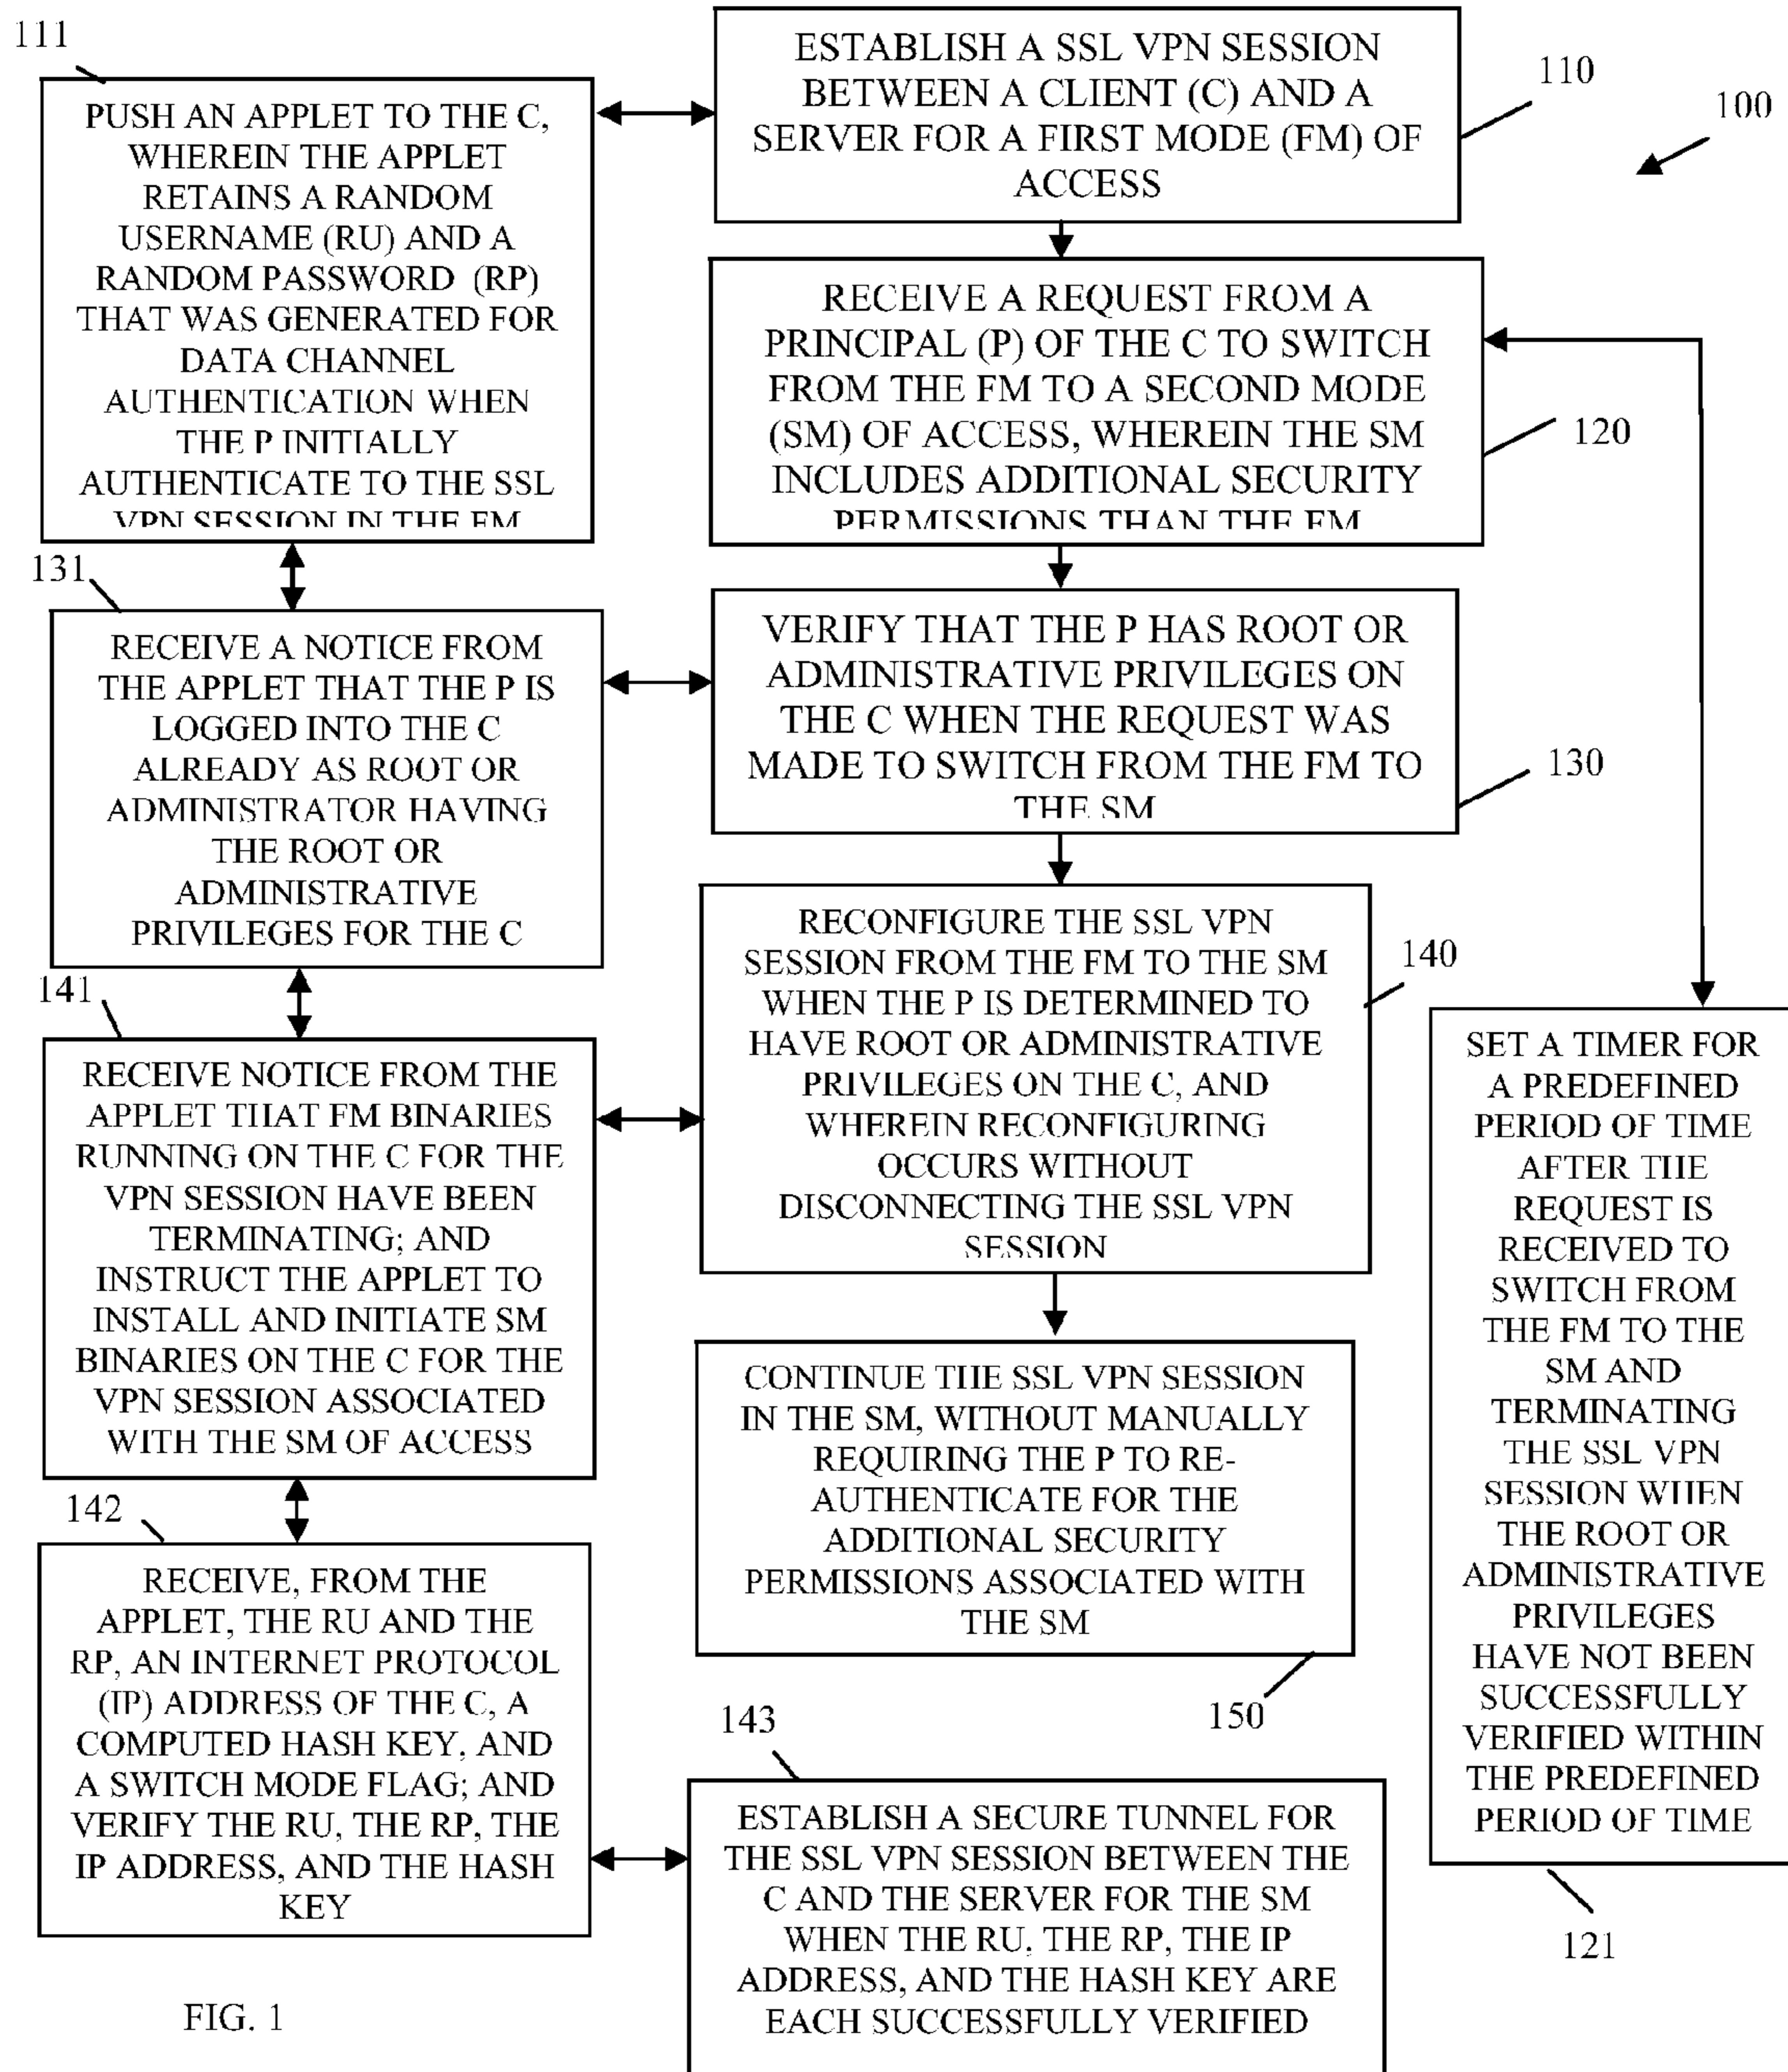 111
PUSH AN APPLET TO THE C,
WHEREIN THE APPLET
RETAINS A RANDOM
USERNAME (RU) AND A
RANDOM PASSWORD (RP)
THAT WAS GENERATED FOR
DATA CHANNEL
AUTHENTICATION WHEN
THE P INITIALLY
AUTHENTICATE TO THE SSL
VPN SESSION IN THE FM
ESTABLISH A SSL VPN SESSION
BETWEEN A CLIENT (C) AND A
SERVER FOR A FIRST MODE (FM) OF
ACCESS
110
100
RECEIVE A REQUEST FROM A
PRINCIPAL (P) OF THE C TO SWITCH
FROM THE FM TO A SECOND MODE
(SM) OF ACCESS, WHEREIN THE SM
INCLUDES ADDITIONAL SECURITY
PERMISSIONS THAN THE FM
120
131
RECEIVE A NOTICE FROM
THE APPLET THAT THE P IS
LOGGED INTO THE C
ALREADY AS ROOT OR
ADMINISTRATOR HAVING
THE ROOT OR
ADMINISTRATIVE
PRIVILEGES FOR THE C
VERIFY THAT THE P HAS ROOT OR
ADMINISTRATIVE PRIVILEGES ON
THE C WHEN THE REQUEST WAS
MADE TO SWITCH FROM THE FM TO
THE SM
130
141
RECEIVE NOTICE FROM THE
APPLET THAT FM BINARIES
RUNNING ON THE C FOR THE
VPN SESSION HAVE BEEN
TERMINATING; AND
INSTRUCT THE APPLET TO
INSTALL AND INITIATE SM
BINARIES ON THE C FOR THE
VPN SESSION ASSOCIATED
WITH THE SM OF ACCESS
RECONFIGURE THE SSL VPN
SESSION FROM THE FM TO THE SM
WHEN THE P IS DETERMINED TO
HAVE ROOT OR ADMINISTRATIVE
PRIVILEGES ON THE C, AND
WHEREIN RECONFIGURING
OCCURS WITHOUT
DISCONNECTING THE SSL VPN
SESSION
140
SET A TIMER FOR
A PREDEFINED
PERIOD OF TIME
AFTER THE
REQUEST IS
RECEIVED TO
SWITCH FROM
THE FM TO THE
SM AND
TERMINATING
THE SSL VPN
SESSION WHEN
THE ROOT OR
ADMINISTRATIVE
PRIVILEGES
HAVE NOT BEEN
SUCCESSFULLY
VERIFIED WITHIN
THE PREDEFINED
PERIOD OF TIME
121
CONTINUE THE SSL VPN SESSION
IN THE SM, WITHOUT MANUALLY
REQUIRING THE P TO RE-
AUTHENTICATE FOR THE
ADDITIONAL SECURITY
PERMISSIONS ASSOCIATED WITH
THE SM
150
142
RECEIVE, FROM THE
APPLET, THE RU AND THE
RP, AN INTERNET PROTOCOL
(IP) ADDRESS OF THE C, A
COMPUTED HASH KEY, AND
A SWITCH MODE FLAG; AND
VERIFY THE RU, THE RP, THE
IP ADDRESS, AND THE HASH
KEY
143
ESTABLISH A SECURE TUNNEL FOR
THE SSL VPN SESSION BETWEEN THE
C AND THE SERVER FOR THE SM
WHEN THE RU, THE RP, THE IP
ADDRESS, AND THE HASH KEY ARE
EACH SUCCESSFULLY VERIFIED
FIG. 1